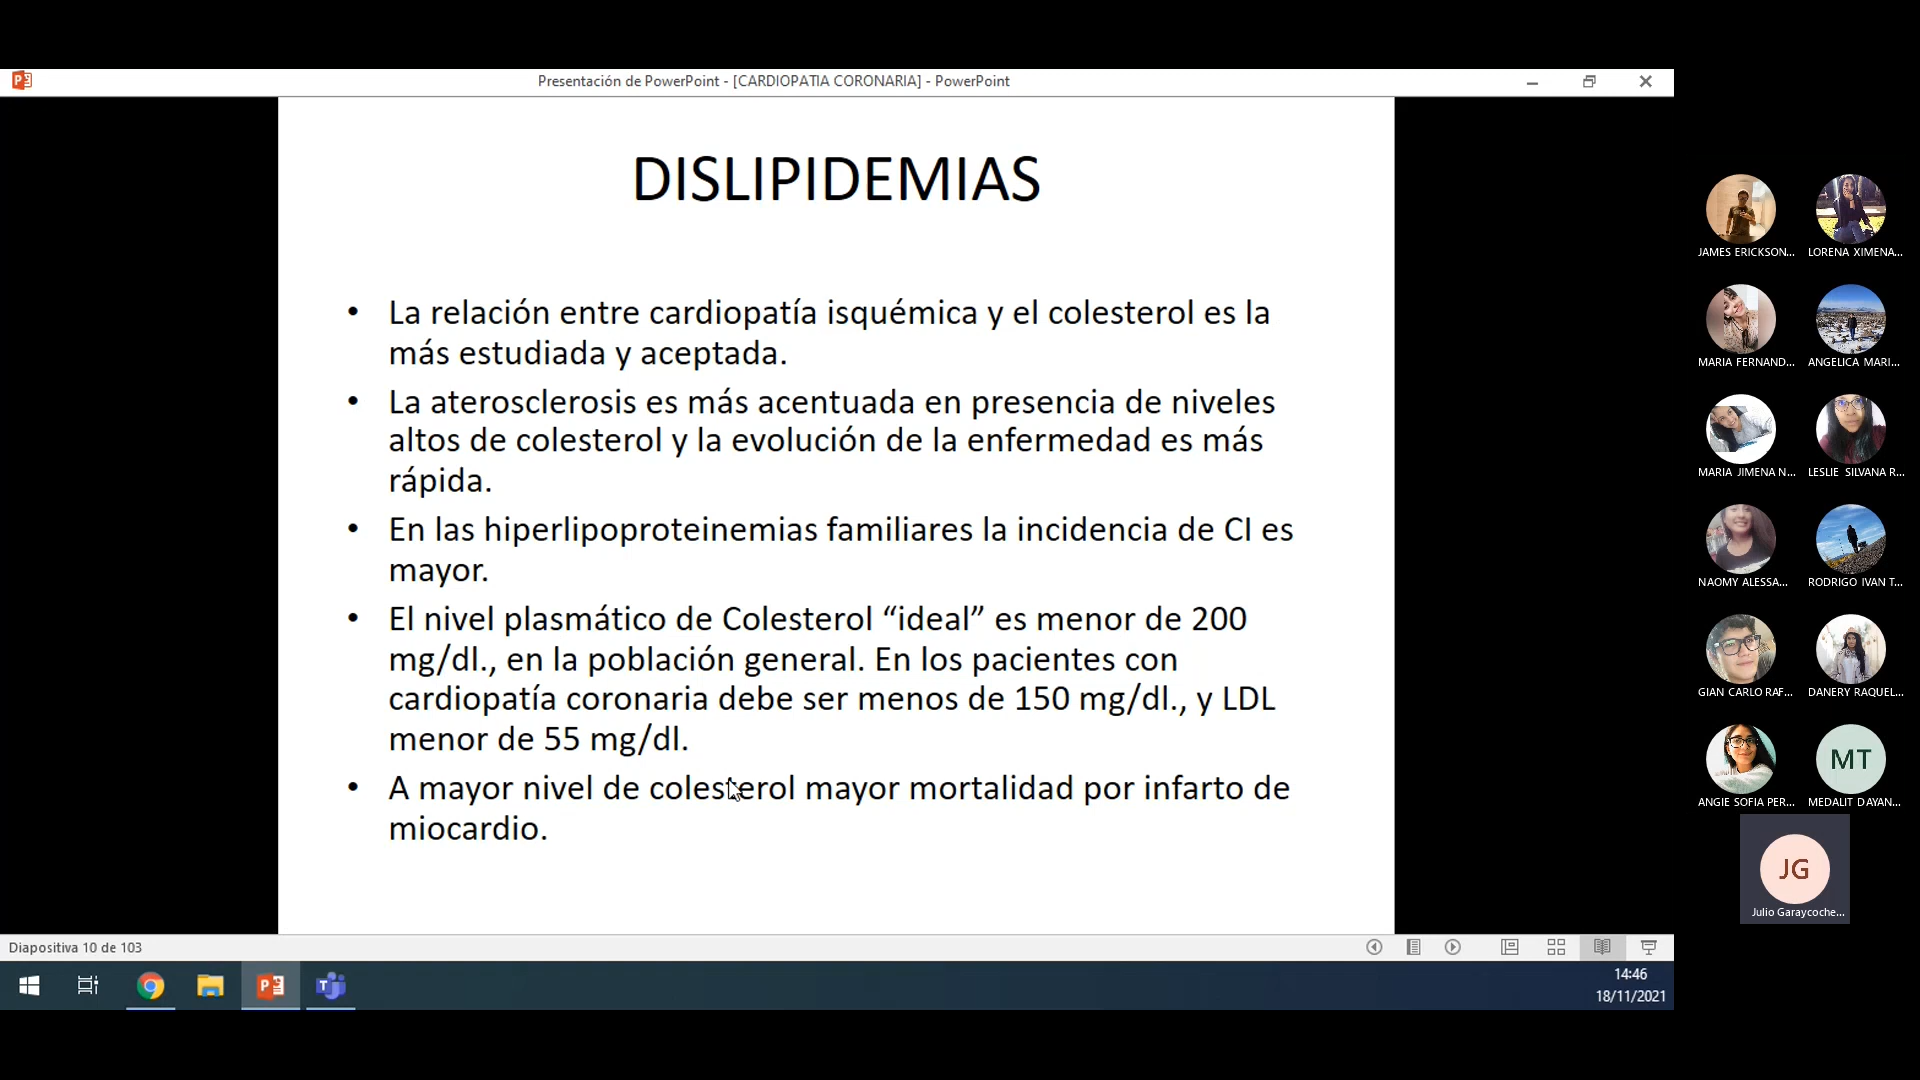 Presentación de PowerPoint - [CARDIOPATIA CORONARIA] - PowerPoint
DISLIPIDEMIAS
• La relación entre cardiopatía isquémica y el colesterol es la
más estudiada y aceptada.
• La aterosclerosis es más acentuada en presencia de niveles
altos de colesterol y la evolución de la enfermedad es más
rápida.
• En las hiperlipoproteinemias familiares la incidencia de CI es
mayor.
• El nivel plasmático de Colesterol “ideal” es menor de 200
mg/dl., en la población general. En los pacientes con
cardiopatía coronaria debe ser menos de 150 mg/dl., y LDL
menor de 55 mg/dl.
• A mayor nivel de colesterol mayor mortalidad por infarto de
miocardio.
Diapositiva 10 de 103
14:46
18/11/2021
JAMES ERICKSON...
LORENA XIMENA...
MARIA FERNAND...
ANGELICA MARI...
MARIA JIMENA N...
LESLIE SILVANA R...
NAOMY ALESSA...
RODRIGO IVAN T...
GIAN CARLO RAF...
DANERY RAQUEL...
ANGIE SOFIA PER...
MT
MEDALIT DAYAN...
JG
Julio Garaycoche...